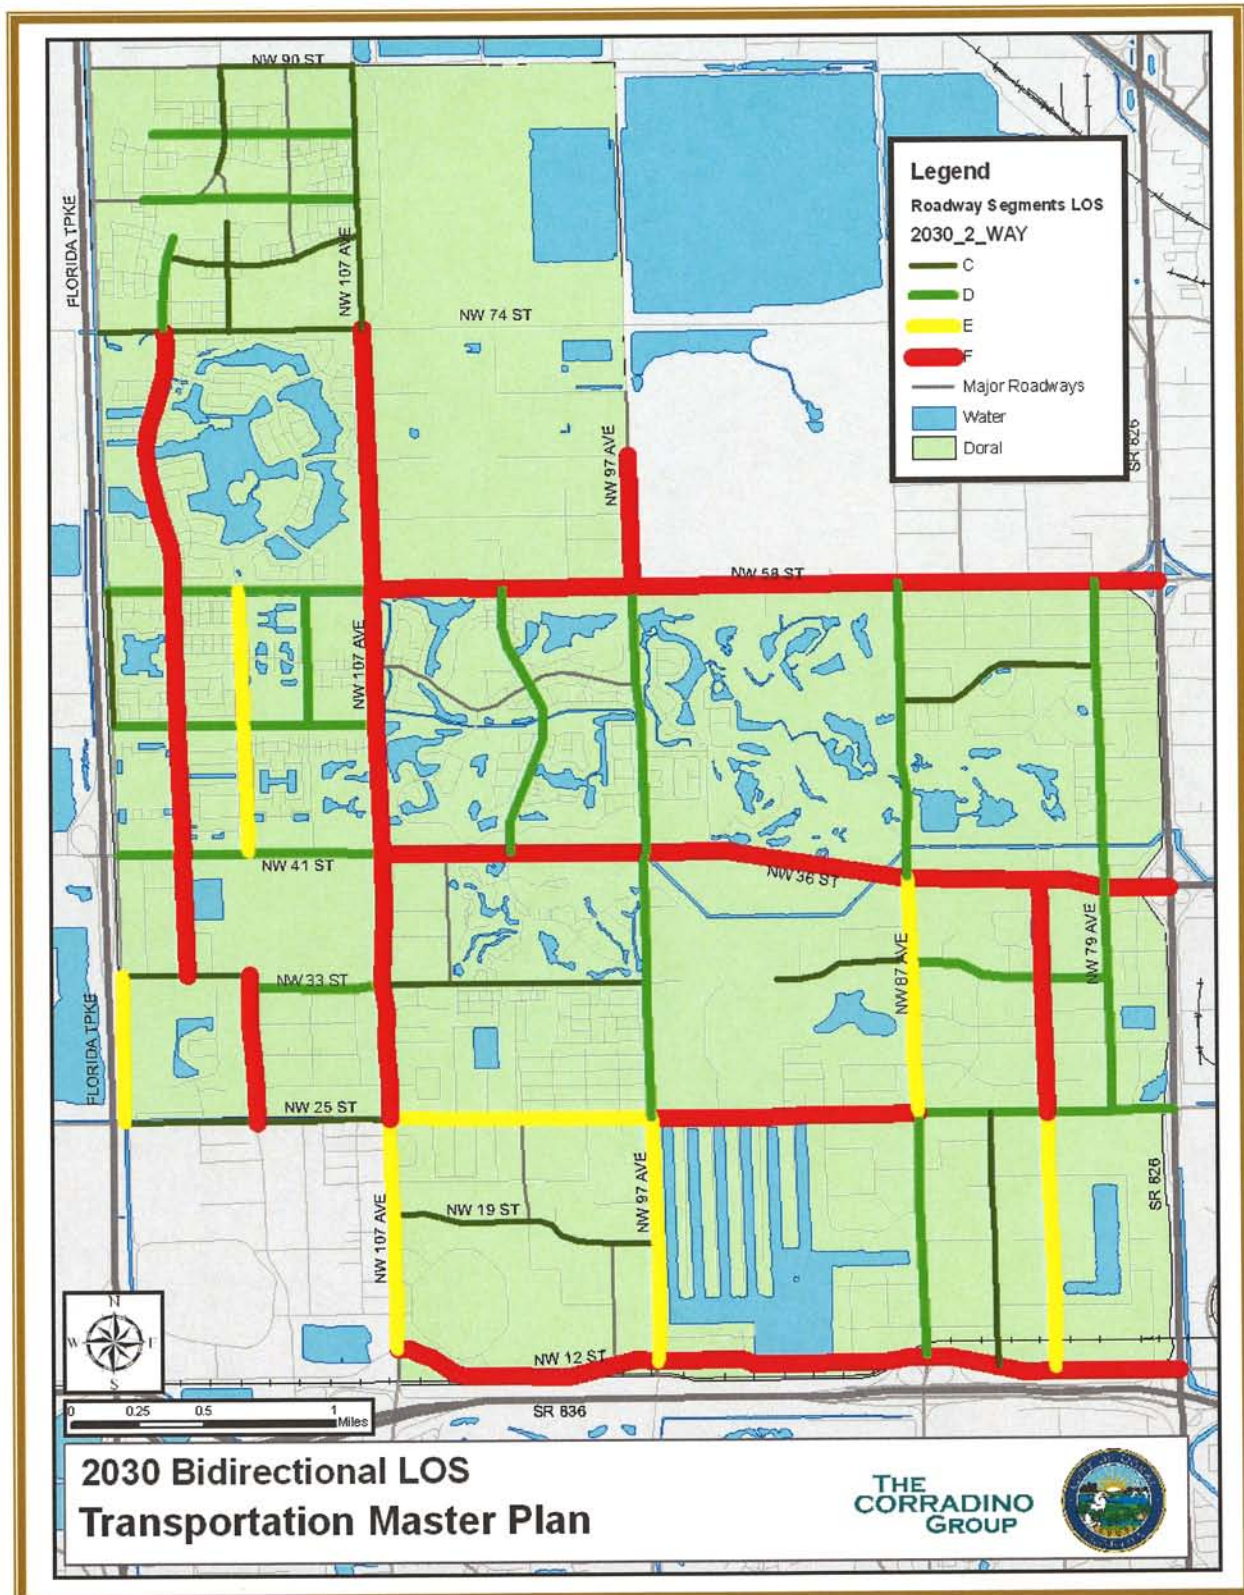 NW 90 ST
FLORIDA TPKE
NW 107 AVE
NW 74 ST
Legend
Roadway Segments LOS
2030_2_WAY
C
D
E
F
Major Roadways
Water
Doral
SR 826
NW 97 AVE
NW 58 ST
NW 107 AVE
NW 41 ST
NW 36 ST
NW 87 AVE
NW 79 AVE
NW 33 ST
FLORIDA TPKE
NW 25 ST
NW 107 AVE
NW 19 ST
NW 97 AVE
SR 826
N
W E
S
NW 12 ST
0 0.25 0.5 1
Miles
SR 836
2030 Bidirectional LOS
Transportation Master Plan
THE
CORRADINO
GROUP